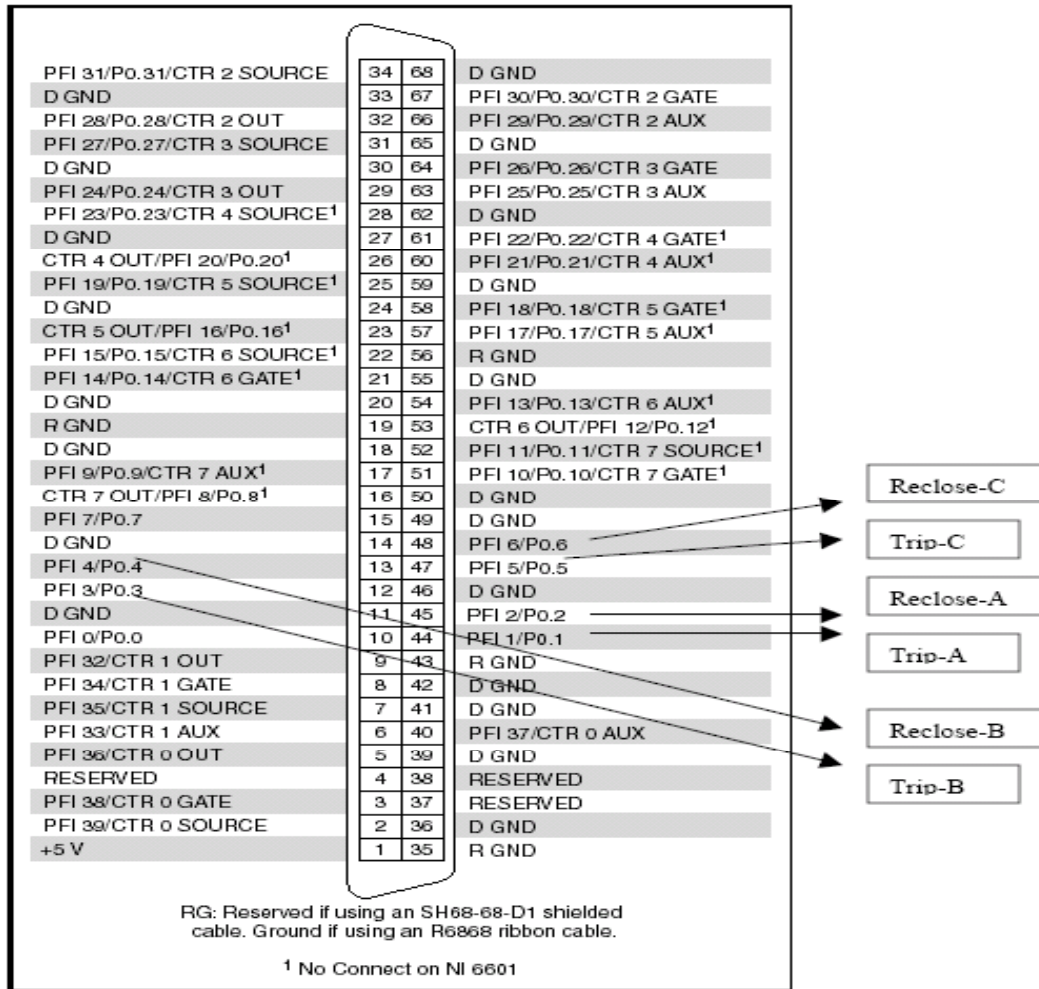 PFI 31/P0.31/CTR 2 SOURCE 34 68 D GND
D GND 33 67 PFI 30/P0.30/CTR 2 GATE
PFI 28/P0.28/CTR 2 OUT 32 66 PFI 29/P0.29/CTR 2 AUX
PFI 27/P0.27/CTR 3 SOURCE 31 65 D GND
D GND 30 64 PFI 26/P0.26/CTR 3 GATE
PFI 24/P0.24/CTR 3 OUT 29 63 PFI 25/P0.25/CTR 3 AUX
PFI 23/P0.23/CTR 4 SOURCE¹ 28 62 D GND
D GND 27 61 PFI 22/P0.22/CTR 4 GATE¹
CTR 4 OUT/PFI 20/P0.20¹ 26 60 PFI 21/P0.21/CTR 4 AUX¹
PFI 19/P0.19/CTR 5 SOURCE¹ 25 59 D GND
D GND 24 58 PFI 18/P0.18/CTR 5 GATE¹
CTR 5 OUT/PFI 16/P0.16¹ 23 57 PFI 17/P0.17/CTR 5 AUX¹
PFI 15/P0.15/CTR 6 SOURCE¹ 22 56 R GND
PFI 14/P0.14/CTR 6 GATE¹ 21 55 D GND
D GND 20 54 PFI 13/P0.13/CTR 6 AUX¹
R GND 19 53 CTR 6 OUT/PFI 12/P0.12¹
D GND 18 52 PFI 11/P0.11/CTR 7 SOURCE¹
PFI 9/P0.9/CTR 7 AUX¹ 17 51 PFI 10/P0.10/CTR 7 GATE¹
CTR 7 OUT/PFI 8/P0.8¹ 16 50 D GND
PFI 7/P0.7 15 49 D GND
D GND 14 48 PFI 6/P0.6
PFI 4/P0.4 13 47 PFI 5/P0.5
PFI 3/P0.3 12 46 D GND
D GND 11 45 PFI 2/P0.2
PFI 0/P0.0 10 44 PFI 1/P0.1
PFI 32/CTR 1 OUT 9 43 R GND
PFI 34/CTR 1 GATE 8 42 D GND
PFI 35/CTR 1 SOURCE 7 41 D GND
PFI 33/CTR 1 AUX 6 40 PFI 37/CTR 0 AUX
PFI 36/CTR 0 OUT 5 39 D GND
RESERVED 4 38 RESERVED
PFI 38/CTR 0 GATE 3 37 RESERVED
PFI 39/CTR 0 SOURCE 2 36 D GND
+5 V 1 35 R GND
RG: Reserved if using an SH68-68-D1 shielded
cable. Ground if using an R6868 ribbon cable.
¹ No Connect on NI 6601
Reclose-C
Trip-C
Reclose-A
Trip-A
Reclose-B
Trip-B